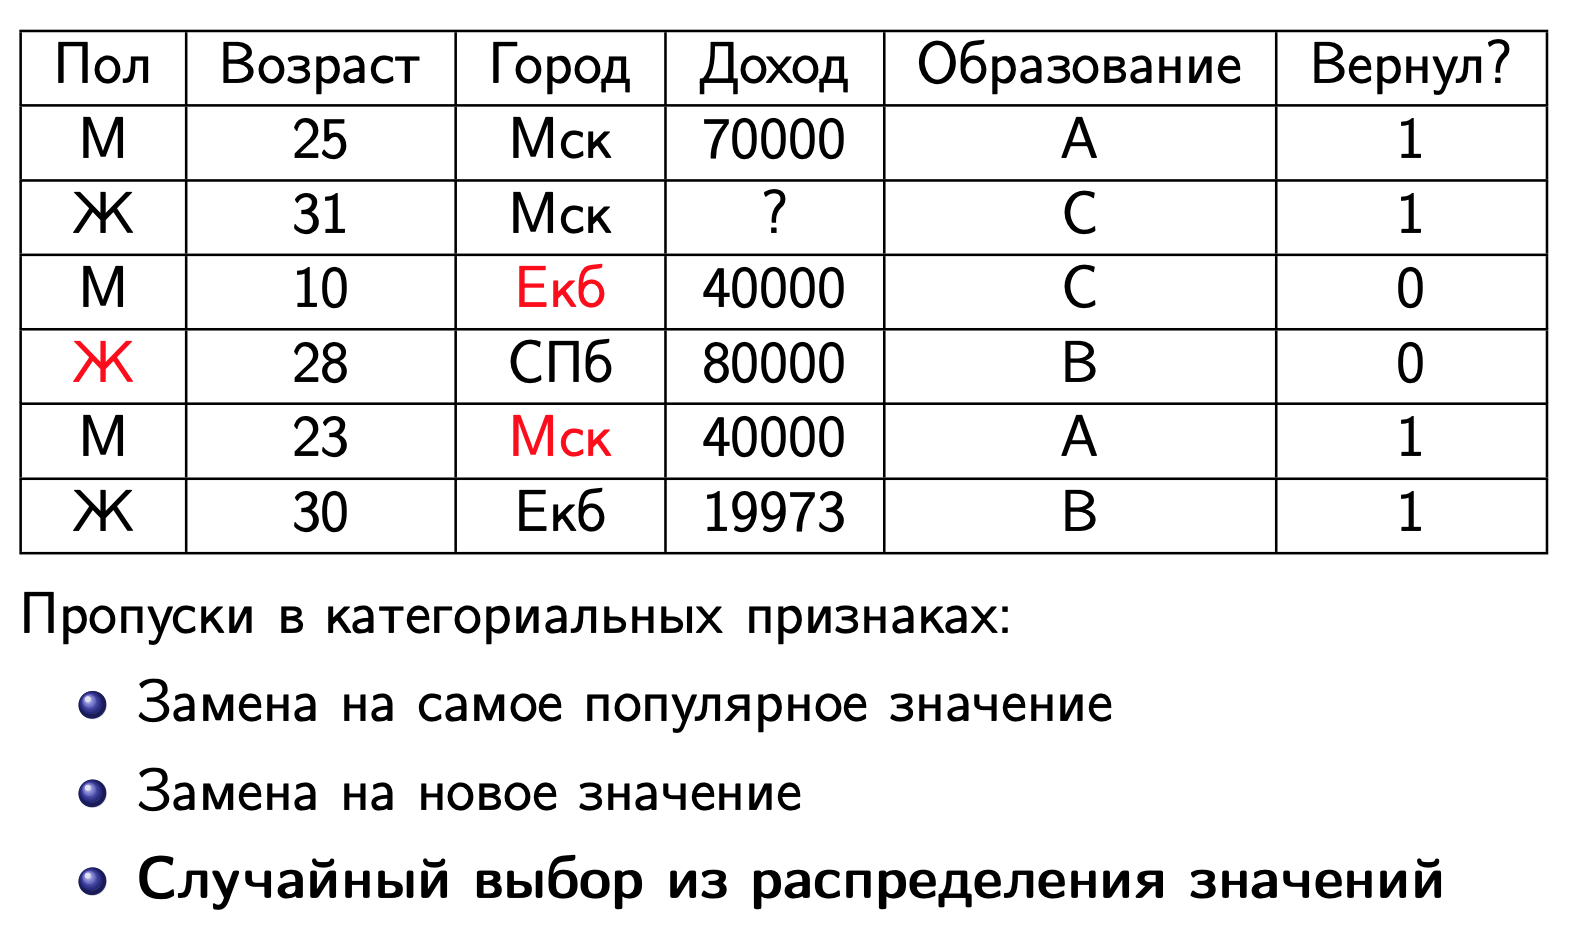 Пол Возраст Город Доход Образование Вернул?
М 25 Мск 70000 A 1
Ж 31 Мск ? C 1
М 10 Екб 40000 C 0
Ж 28 СПб 80000 B 0
М 23 Мск 40000 A 1
Ж 30 Екб 19973 B 1
Пропуски в категориальных признаках:
Замена на самое популярное значение
Замена на новое значение
Случайный выбор из распределения значений